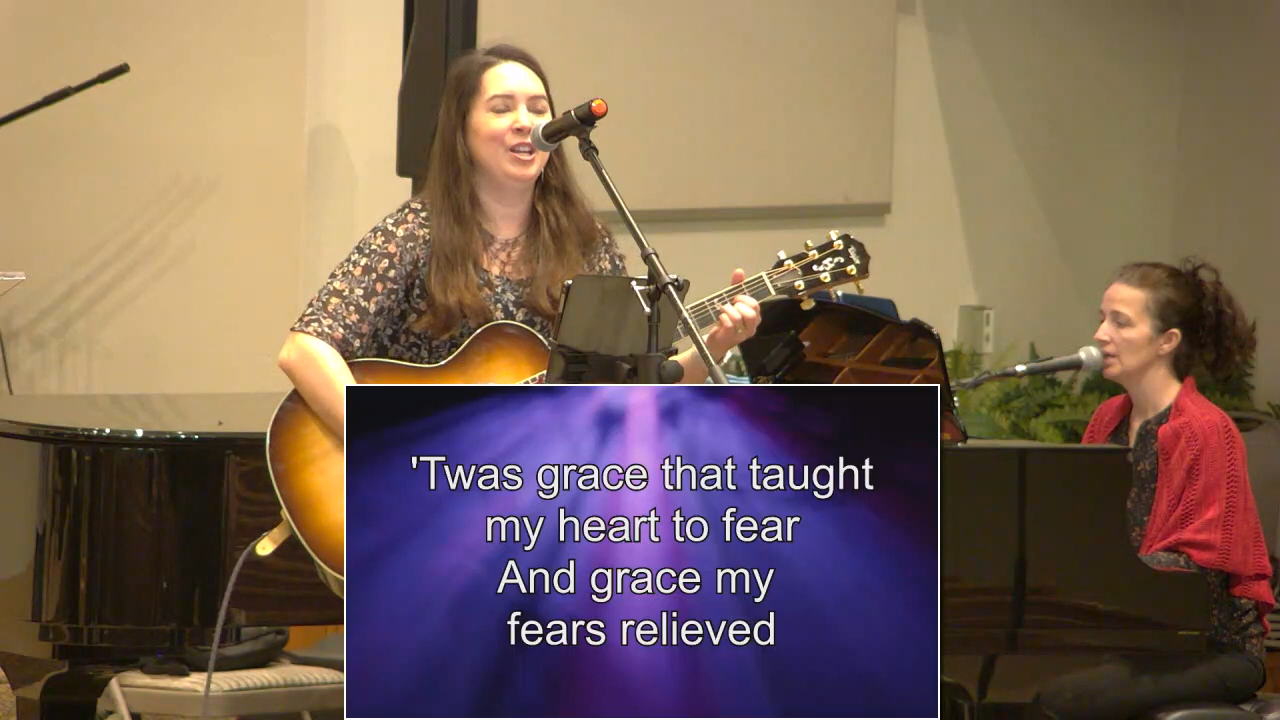 'Twas grace that taught
my heart to fear
And grace my
fears relieved